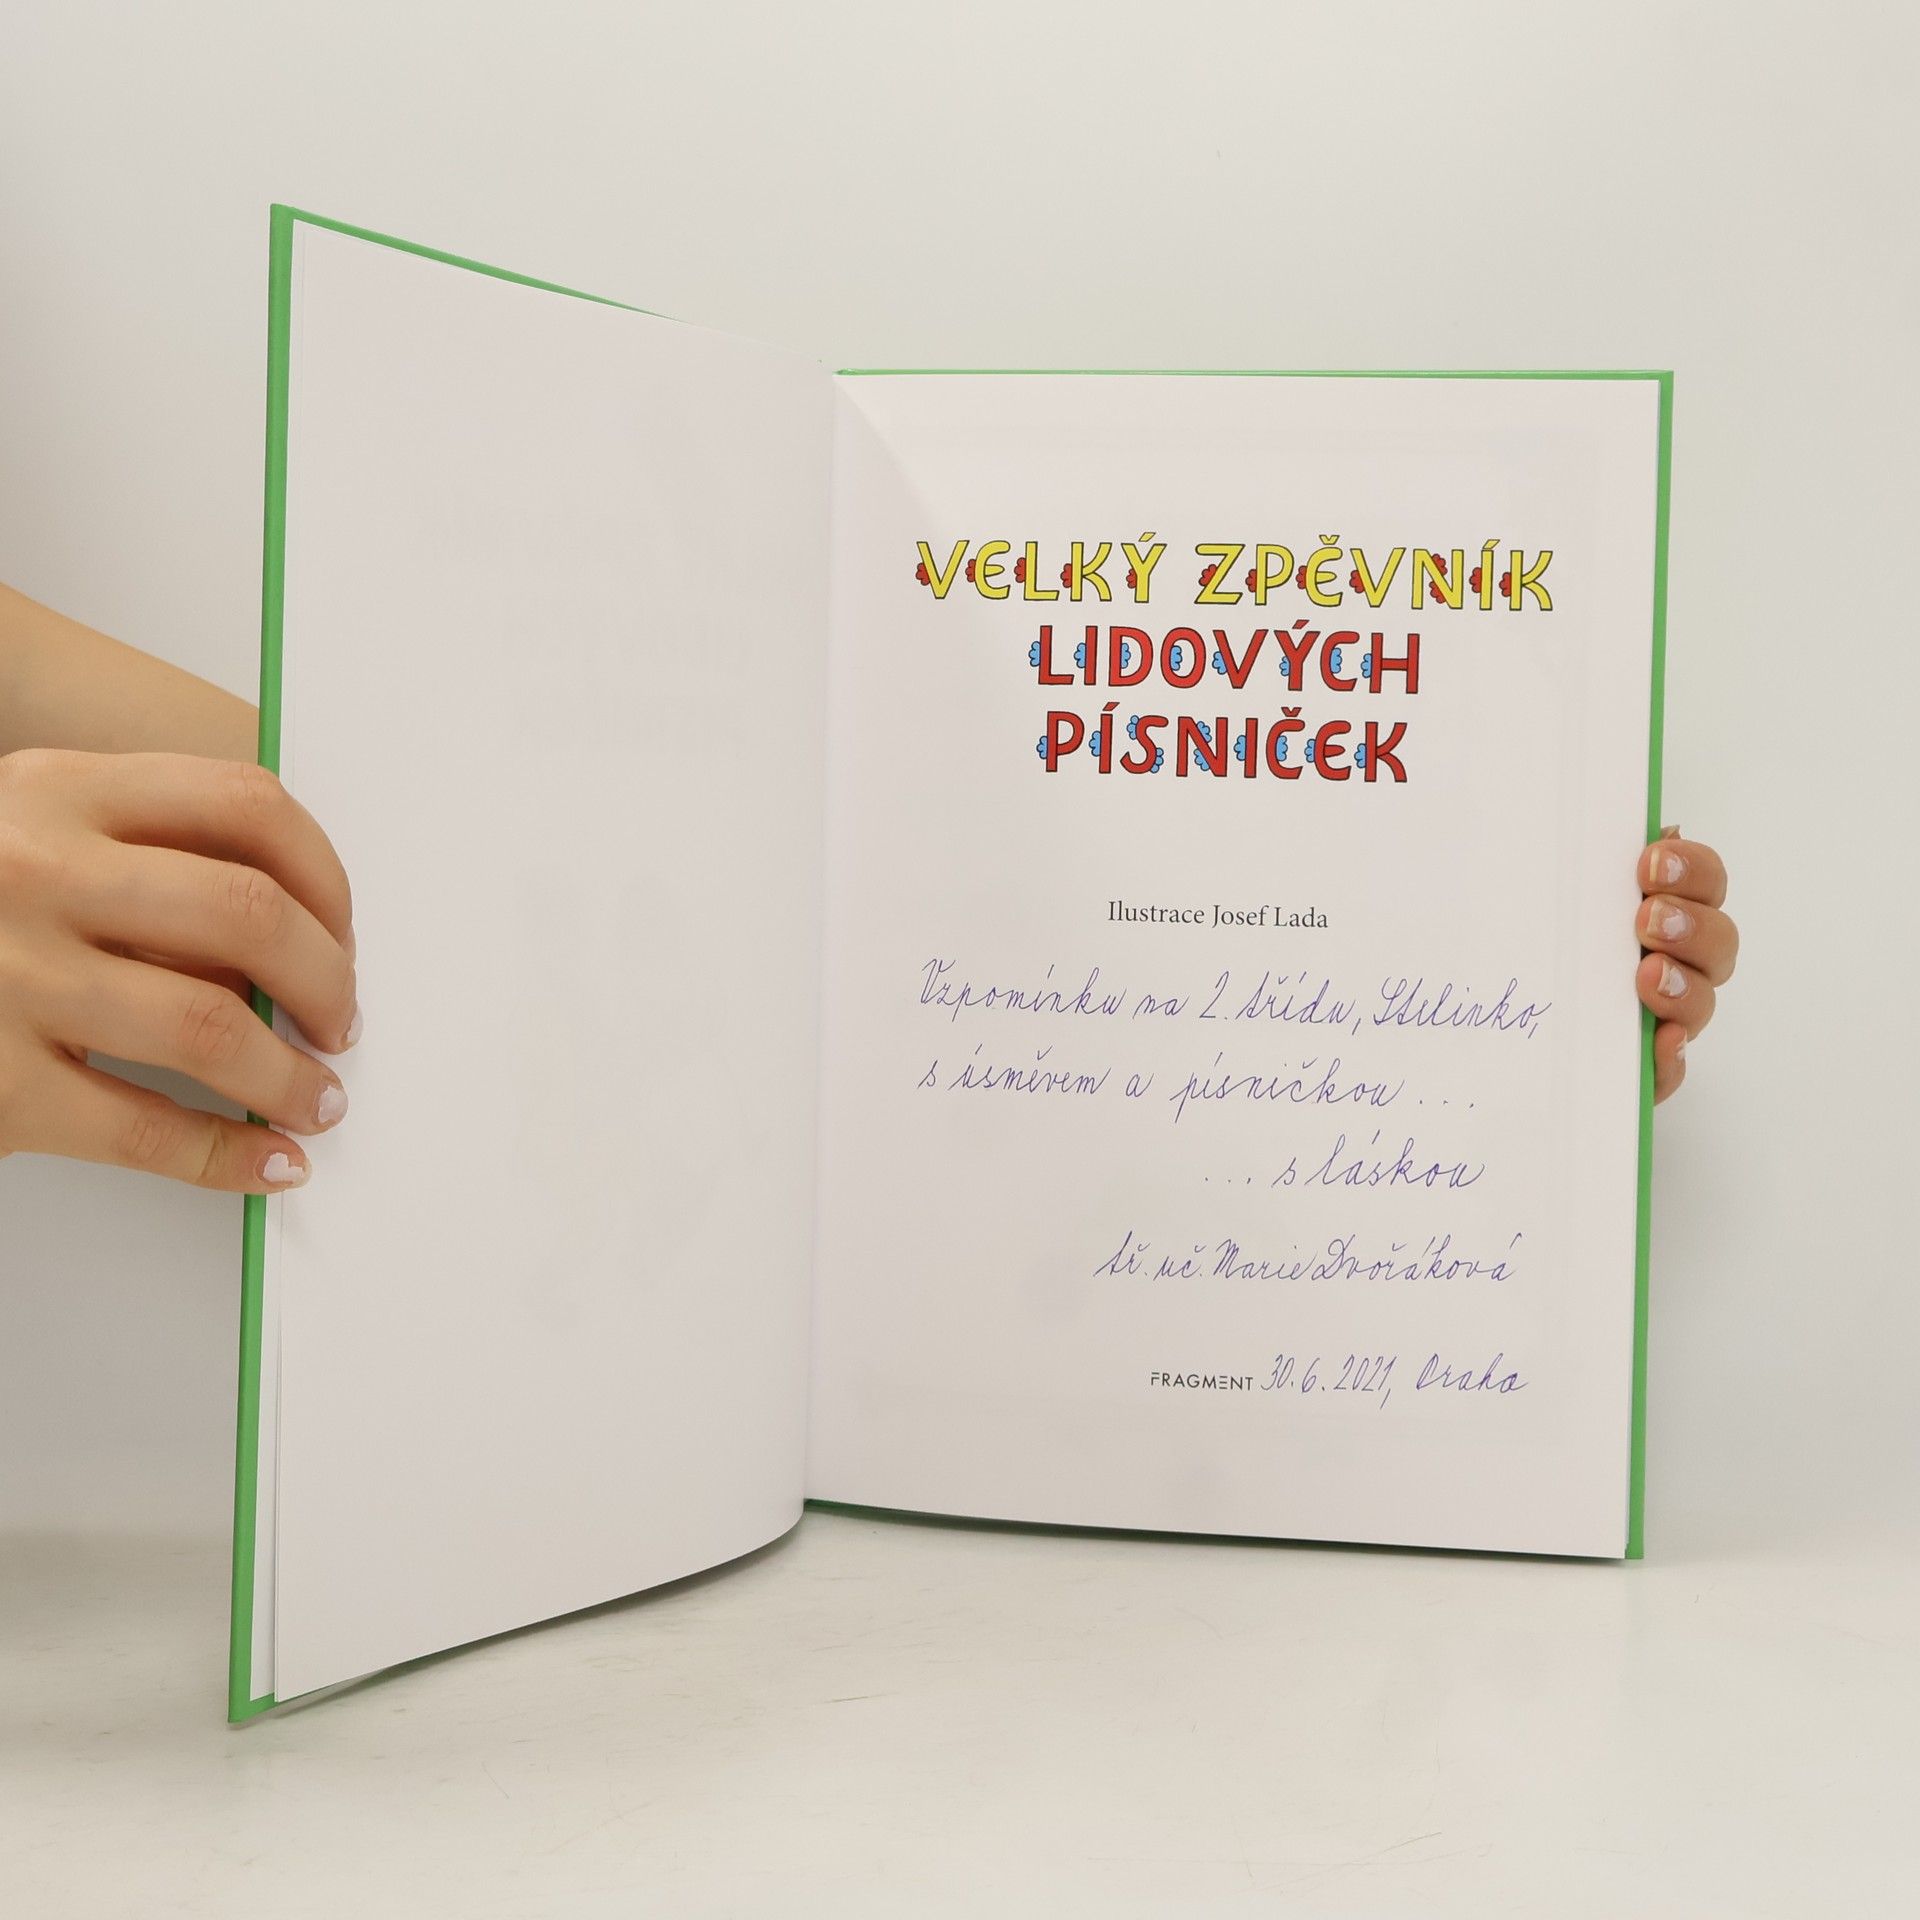 VELKÝ ZPĚVNÍK
LIDOVÝCH
PÍSNIČEK
Ilustrace Josef Lada
Vzpomínku na 2. třídu, Stelinko,
s úsměvem a písničkou . . .
. . . s láskou
tř. uč. Marie Dvořáková
FRAGMENT 30. 6. 2021, Praha